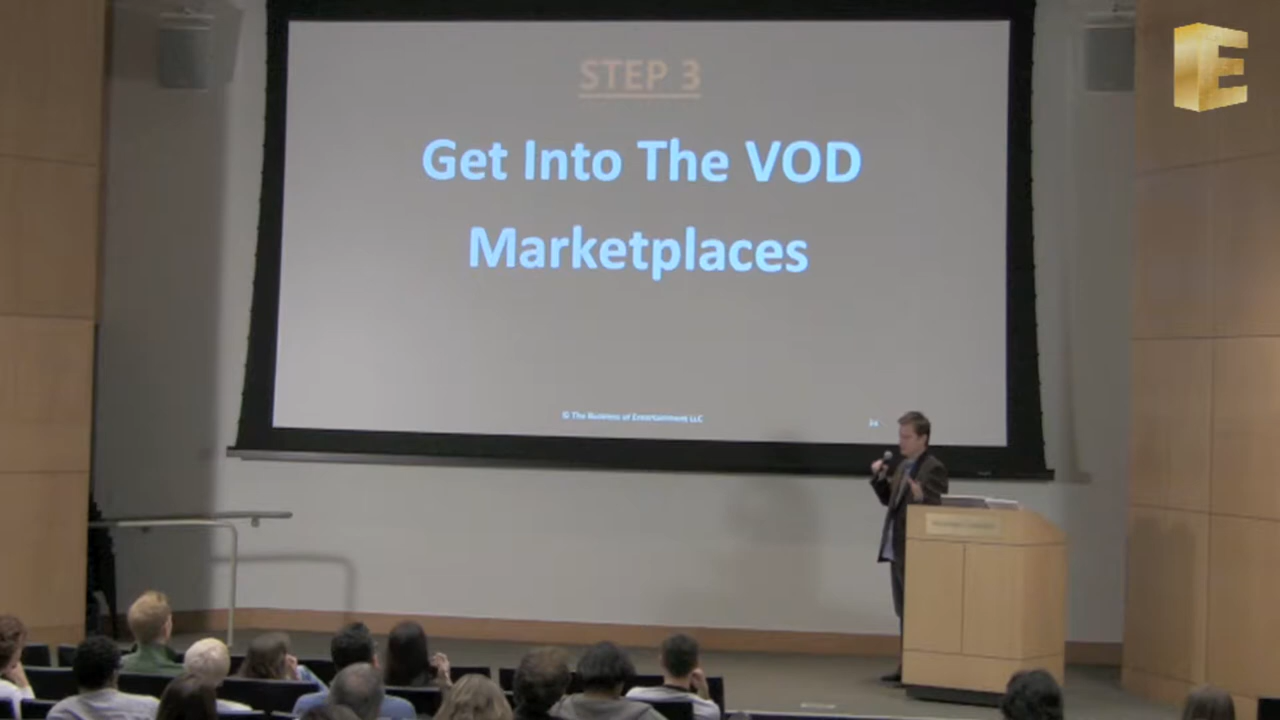 STEP 3
Get Into The VOD
Marketplaces
© The Business of Entertainment LLC
E